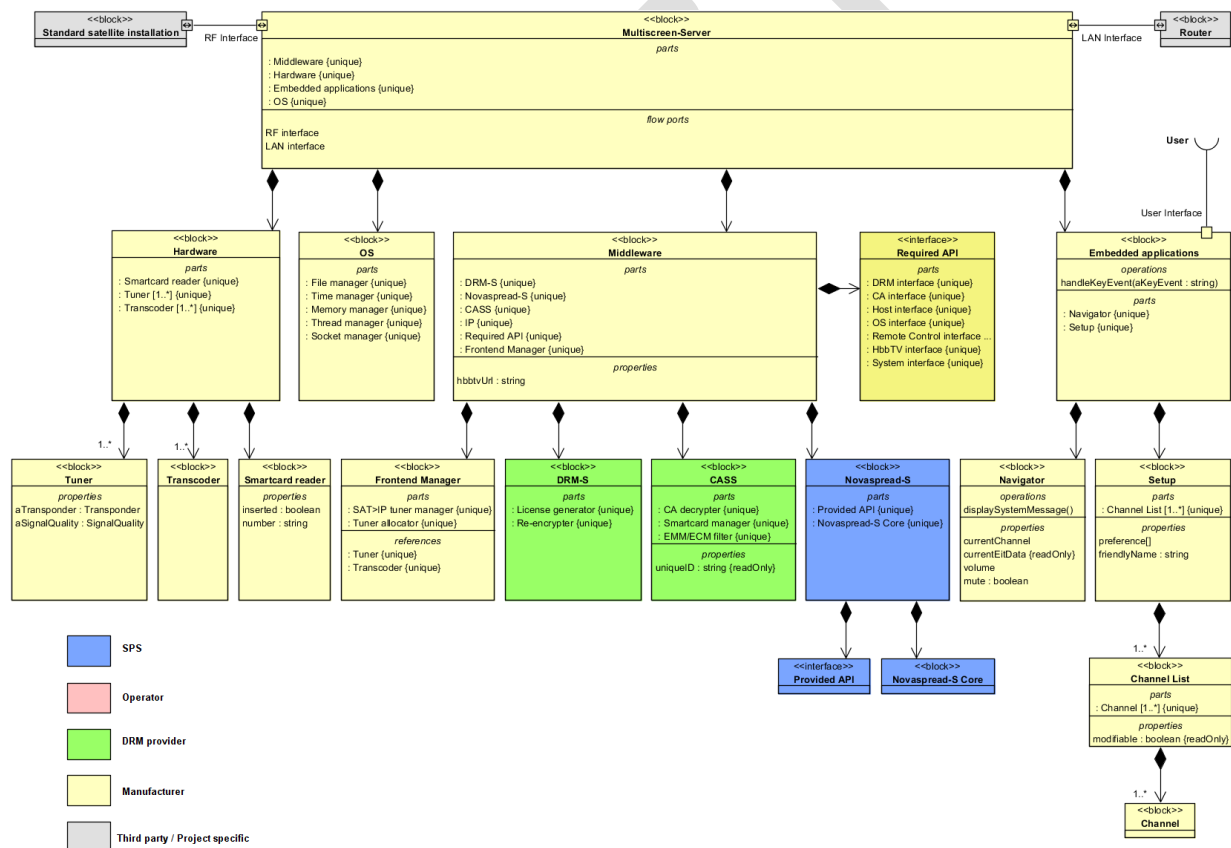 <<block>>
Standard satellite installation
RF Interface
<<block>>
Multiscreen-Server
parts
: Middleware {unique}
: Hardware {unique}
: Embedded applications {unique}
: OS {unique}
flow ports
RF interface
LAN interface
LAN Interface
<<block>>
Router
User
User Interface
<<block>>
Hardware
parts
: Smartcard reader {unique}
: Tuner [1..*] {unique}
: Transcoder [1..*] {unique}
<<block>>
OS
parts
: File manager {unique}
: Time manager {unique}
: Memory manager {unique}
: Thread manager {unique}
: Socket manager {unique}
<<block>>
Middleware
parts
: DRM-S {unique}
: Novaspread-S {unique}
: CASS {unique}
: IP {unique}
: Required API {unique}
: Frontend Manager {unique}
properties
hbbtvUrl : string
<<interface>>
Required API
parts
: DRM interface {unique}
: CA interface {unique}
: Host interface {unique}
: OS interface {unique}
: Remote Control interface ...
: HbbTV interface {unique}
: System interface {unique}
<<block>>
Embedded applications
operations
handleKeyEvent(aKeyEvent : string)
parts
: Navigator {unique}
: Setup {unique}
1..*
1..*
<<block>>
Tuner
properties
aTransponder : Transponder
aSignalQuality : SignalQuality
<<block>>
Transcoder
<<block>>
Smartcard reader
properties
inserted : boolean
number : string
<<block>>
Frontend Manager
parts
: SAT>IP tuner manager {unique}
: Tuner allocator {unique}
references
: Tuner {unique}
: Transcoder {unique}
<<block>>
DRM-S
parts
: License generator {unique}
: Re-encrypter {unique}
<<block>>
CASS
parts
: CA decrypter {unique}
: Smartcard manager {unique}
: EMM/ECM filter {unique}
properties
uniqueID : string {readOnly}
<<block>>
Novaspread-S
parts
: Provided API {unique}
: Novaspread-S Core {unique}
<<block>>
Navigator
operations
displaySystemMessage()
properties
currentChannel
currentEitData {readOnly}
volume
mute : boolean
<<block>>
Setup
parts
: Channel List [1..*] {unique}
properties
preference[]
friendlyName : string
<<interface>>
Provided API
<<block>>
Novaspread-S Core
1..*
<<block>>
Channel List
parts
: Channel [1..*] {unique}
properties
modifiable : boolean {readOnly}
1..*
<<block>>
Channel
SPS
Operator
DRM provider
Manufacturer
Third party / Project specific